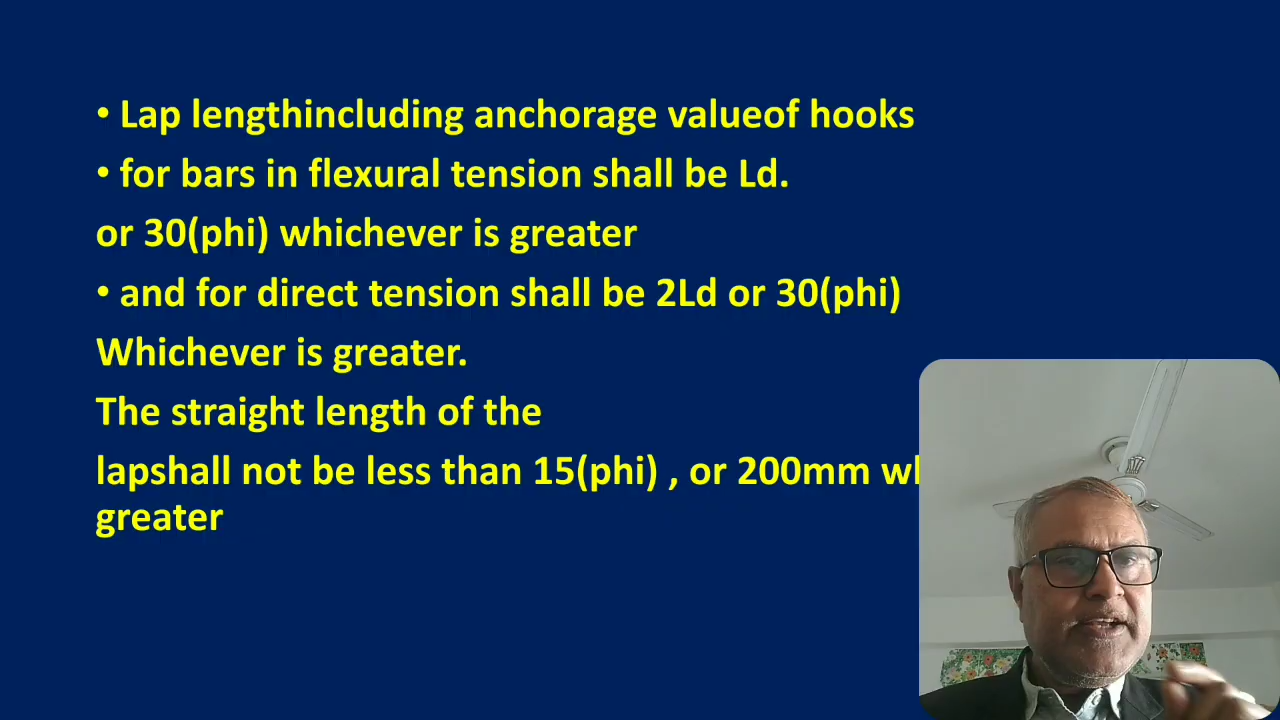 • Lap lengthincluding anchorage valueof hooks
• for bars in flexural tension shall be Ld.
or 30(phi) whichever is greater
• and for direct tension shall be 2Ld or 30(phi)
Whichever is greater.
The straight length of the
lapshall not be less than 15(phi) , or 200mm
greater